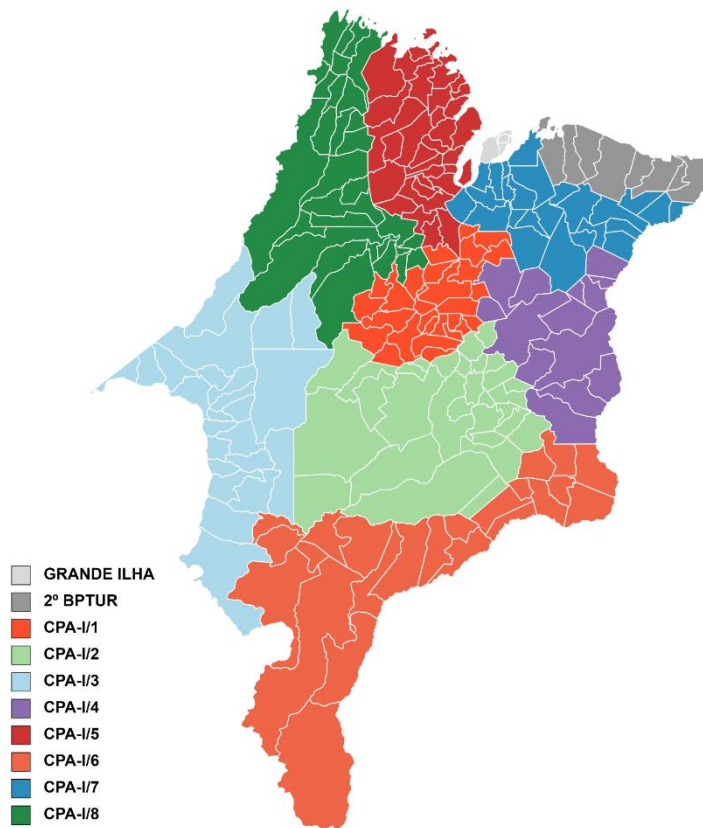 GRANDE ILHA
2º BPTUR
CPA-I/1
CPA-I/2
CPA-I/3
CPA-I/4
CPA-I/5
CPA-I/6
CPA-I/7
CPA-I/8